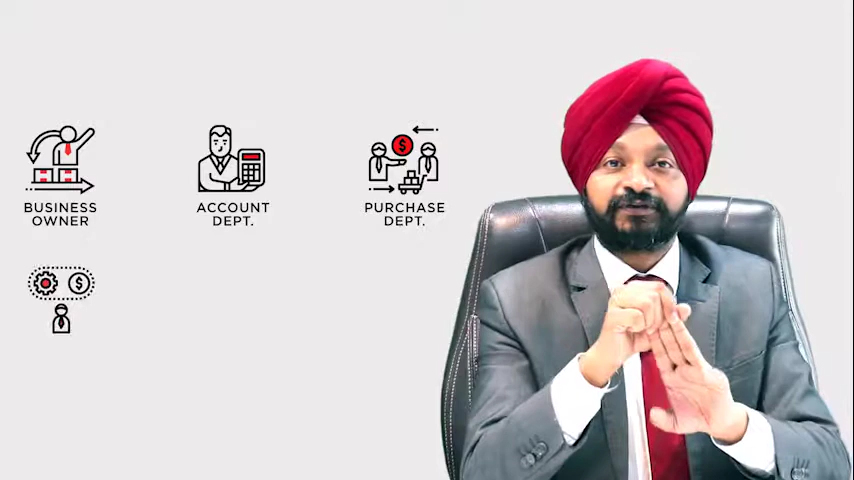 BUSINESS
OWNER
ACCOUNT
DEPT.
PURCHASE
DEPT.